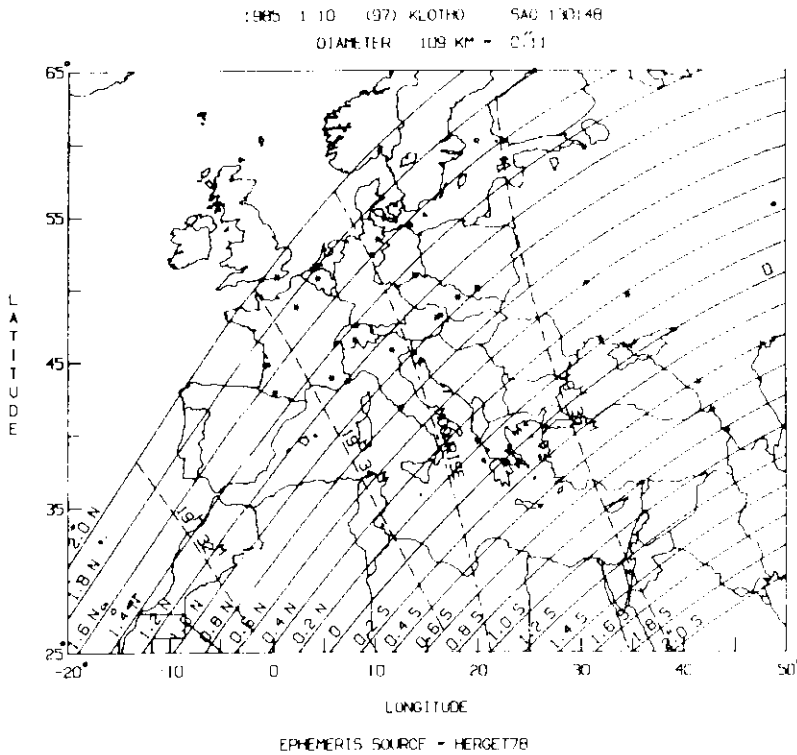 1985 1 10 (97) KLOTHO SAO 130148
DIAMETER 109 KM = 0."11
65°
55
45
35
25°
LATITUDE
2.0 N
1.8 N
1.6 N
1.4 N
1.2 N
0.8 N
0.4 N
0.2 N
0
0.2 S
0.4 S
0.6 S
0.8 S
1.0 S
1.2 S
1.4 S
1.6 S
1.8 S
2.0 S
0
-20°
-10
0
10
20
30
40
50°
LONGITUDE
EPHEMERIS SOURCE = HERGET78